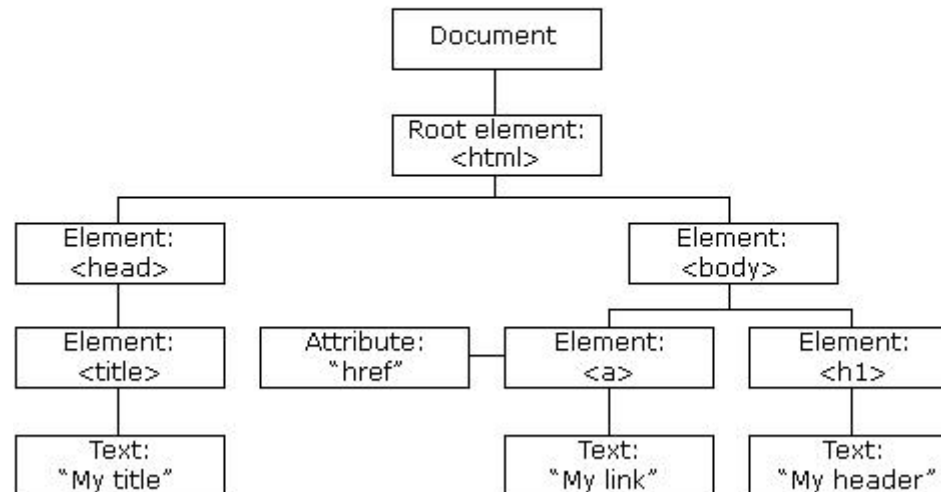 Document
Root element:
<html>
Element:
<head>
Element:
<body>
Element:
<title>
Attribute:
“href”
Element:
<a>
Element:
<h1>
Text:
“My title”
Text:
“My link”
Text:
“My header”